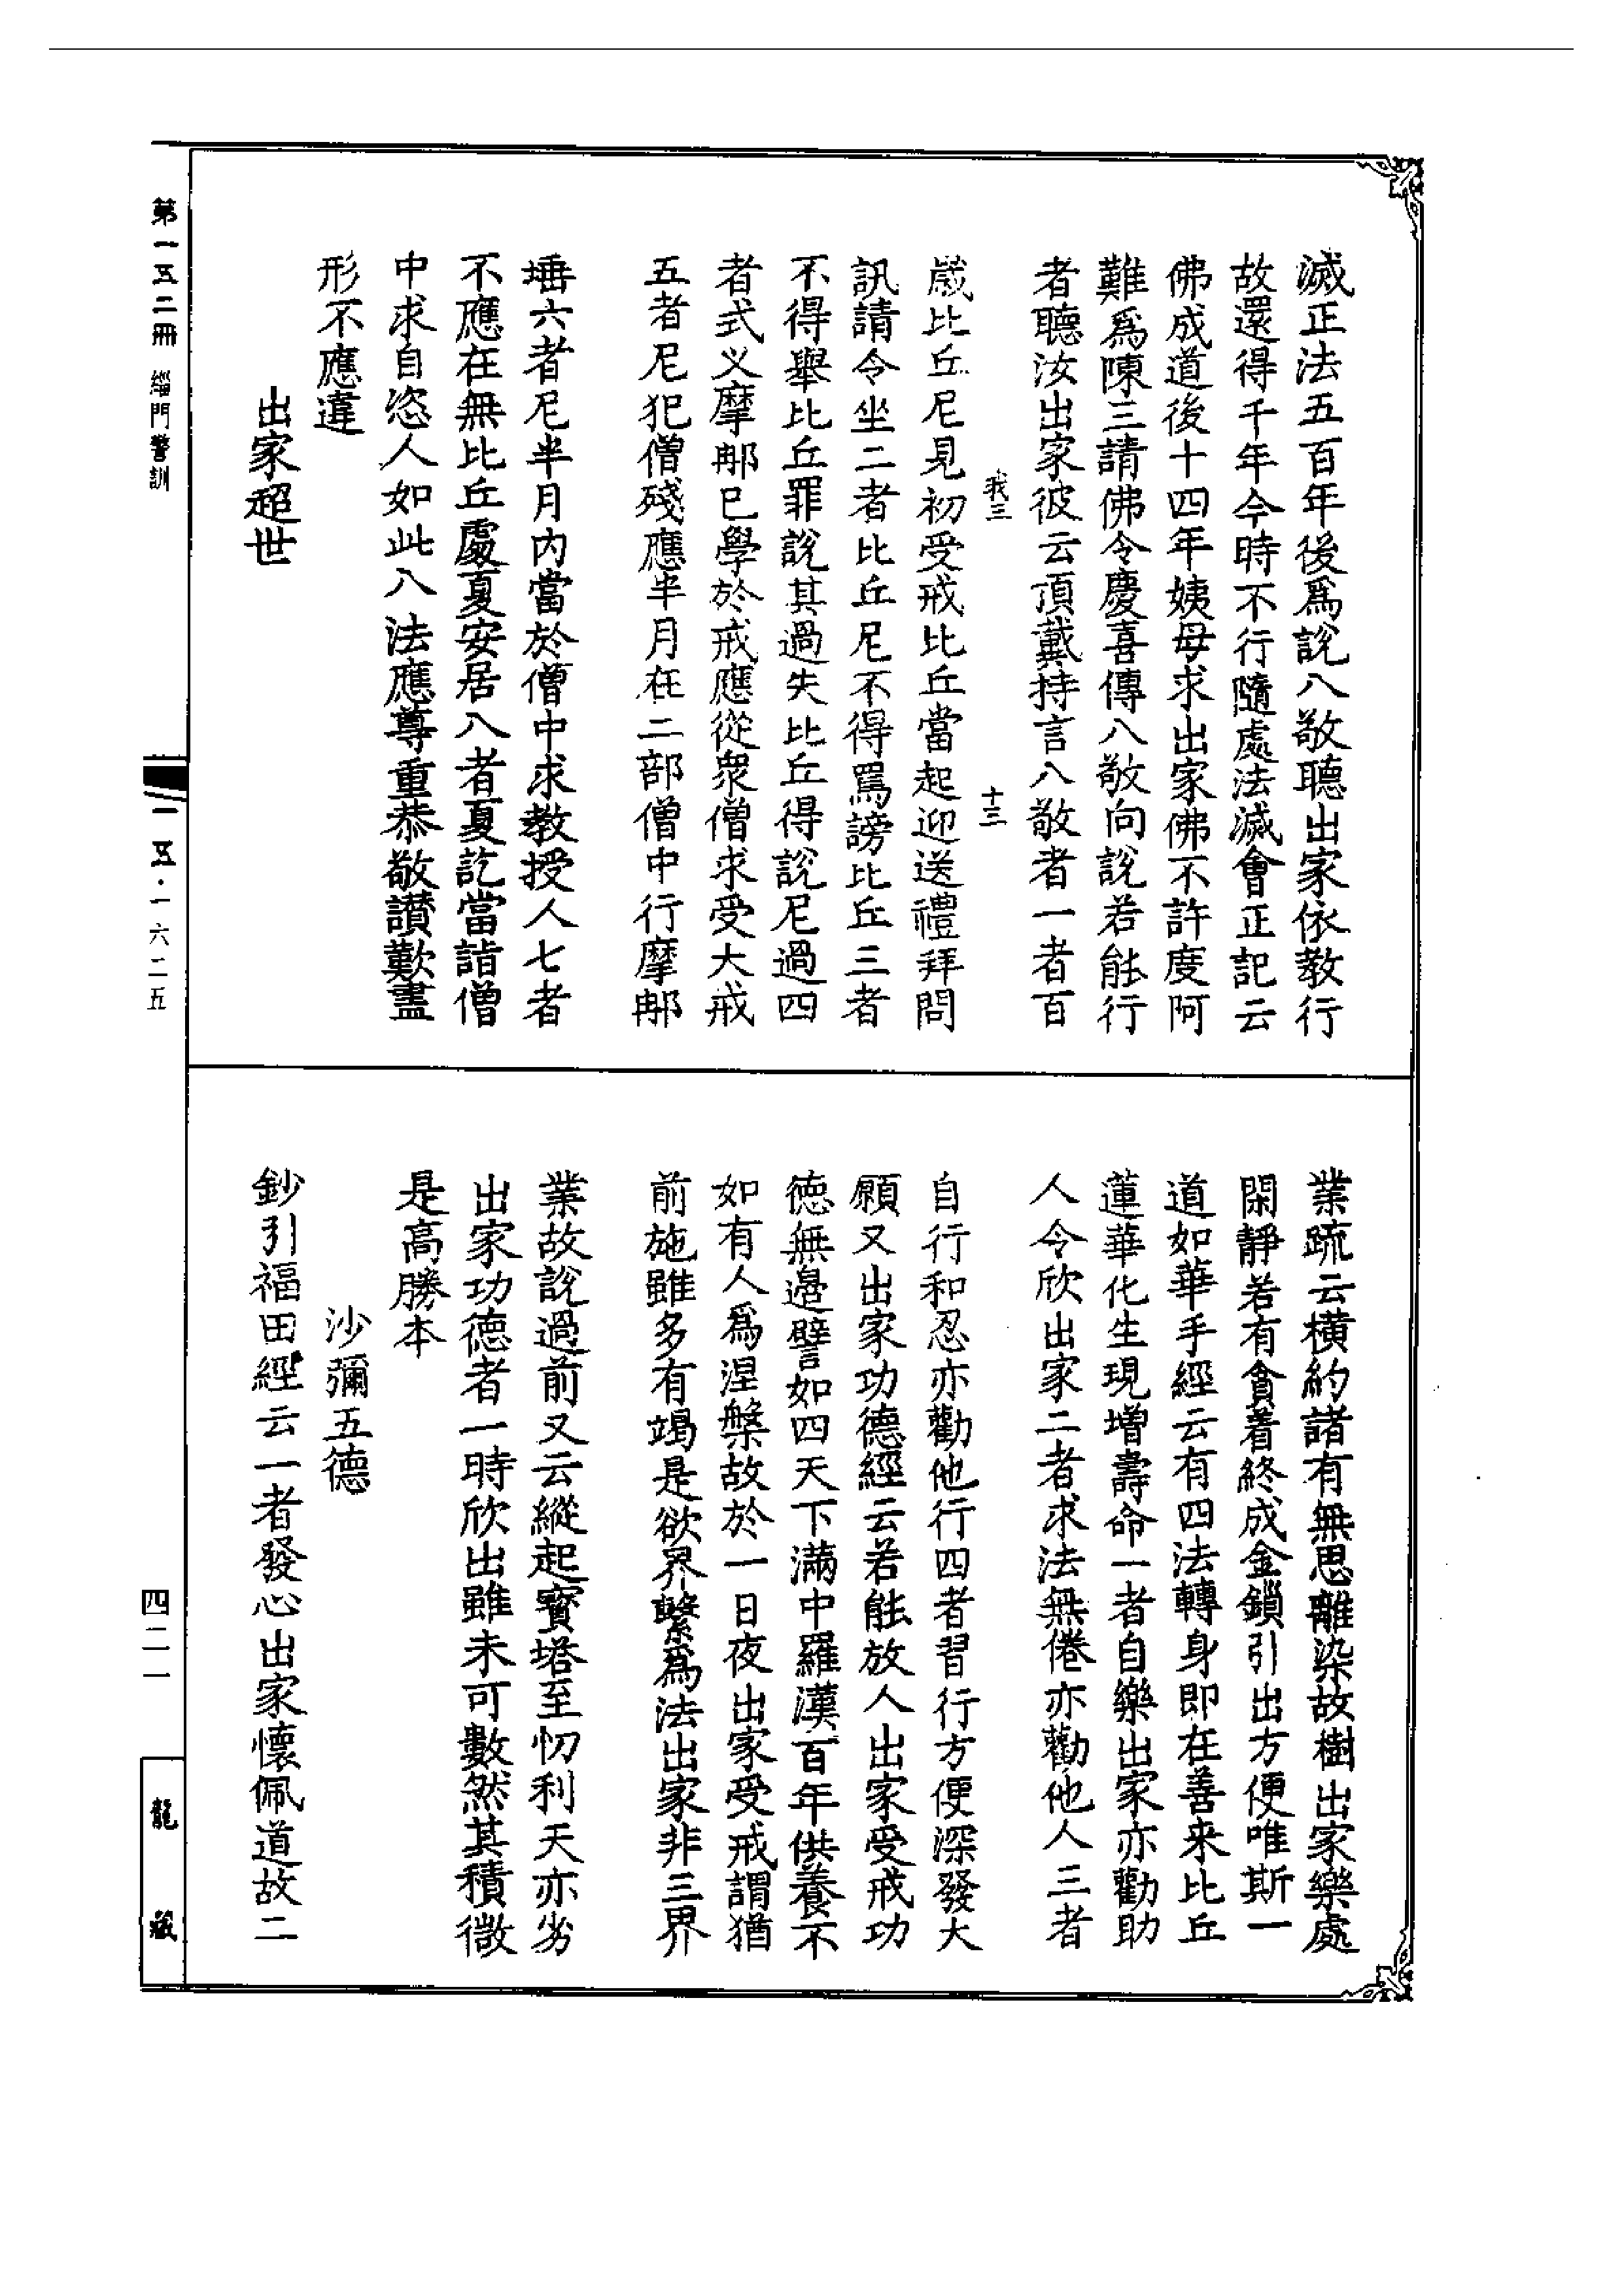 滅正法五百年後爲說八敬聽出家依教行
故還得千年今時不行隨處法滅會正記云
佛成道後十四年姨母求出家佛不許度阿
難爲陳三請佛令慶喜傳八敬向說若能行
者聽汝出家彼云頂戴持言八敬者一者百
我三 十三
歲比丘尼見初受戒比丘當起迎送禮拜問
訊請令坐二者比丘尼不得罵謗比丘三者
不得舉比丘罪說其過失比丘得說尼過四
者式义摩那已學於戒應從眾僧求受大戒
五者尼犯僧殘應半月在二部僧中行摩那
埵六者尼半月內當於僧中求教授人七者
不應在無比丘處夏安居八者夏訖當詣僧
中求自恣人如此八法應尊重恭敬讚歎盡
形不應違
出家超世
業疏云橫約諸有無思離染故樹出家樂處
閑靜若有貪着終成金鎖引出方便唯斯一
道如華手經云有四法轉身即在善来比丘
蓮華化生現增壽命一者自樂出家亦勸助
人令欣出家二者求法無倦亦勸他人三者
自行和忍亦勸他行四者習行方便深發大
願又出家功德經云若能放人出家受戒功
德無邊譬如四天下滿中羅漢百年供養不
如有人爲涅槃故於一日夜出家受戒謂猶
前施雖多有竭是欲界繫爲法出家非三界
業故說過前又云縱起寶塔至忉利天亦劣
出家功德者一時欣出雖未可數然其積微
是高勝本
沙彌五德
鈔引福田經云一者發心出家懷佩道故二
第一五二冊 緇門警訓
一五·一六二五
四二一
龍藏